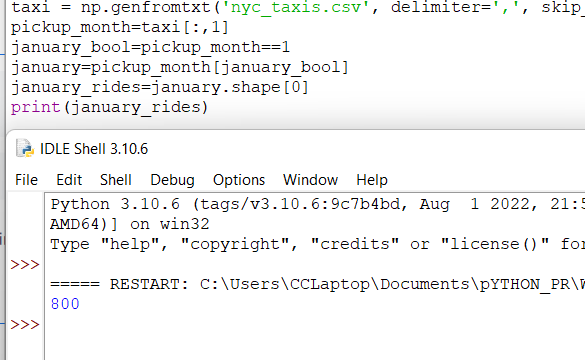 taxi = np.genfromtxt('nyc_taxis.csv', delimiter=',', skip_
pickup_month=taxi[:,1]
january_bool=pickup_month==1
january=pickup_month[january_bool]
january_rides=january.shape[0]
print(january_rides)
IDLE Shell 3.10.6
File Edit Shell Debug Options Window Help
Python 3.10.6 (tags/v3.10.6:9c7b4bd, Aug  1 2022, 21:5
AMD64)] on win32
Type "help", "copyright", "credits" or "license()" for
>>>
===== RESTART: C:\Users\CCLaptop\Documents\pYTHON_PR\W
800
>>>